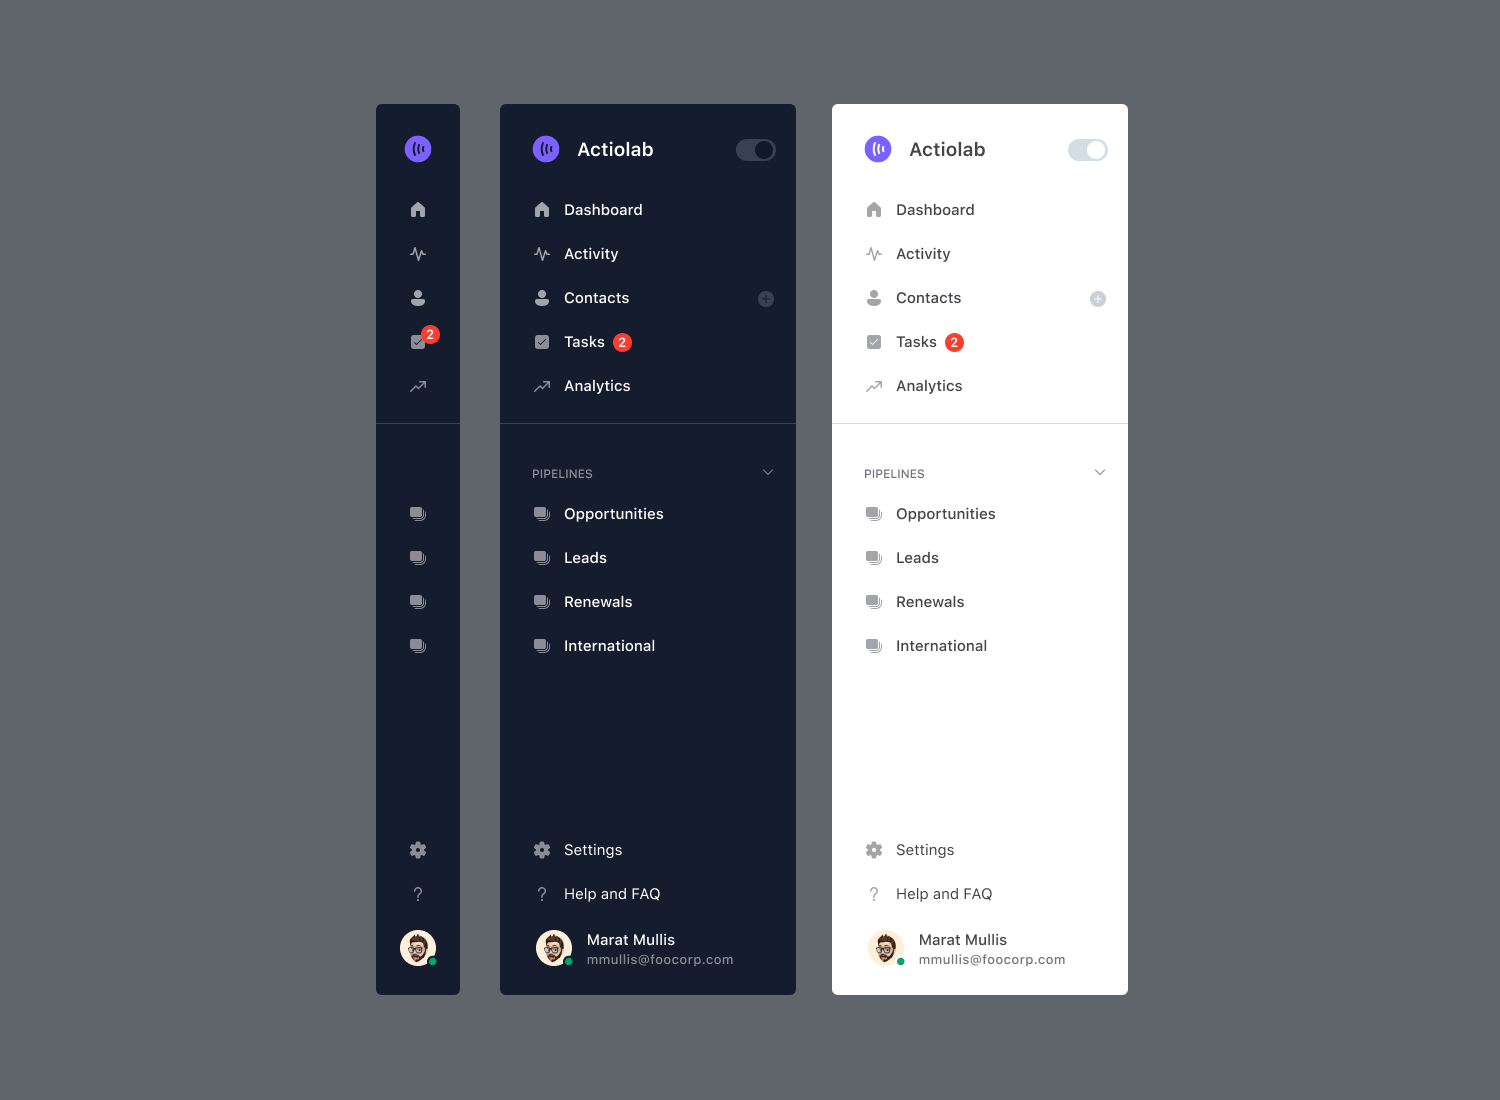 2
Actiolab
Dashboard
Activity
Contacts
Tasks 2
Analytics
PIPELINES
Opportunities
Leads
Renewals
International
Settings
Help and FAQ
Marat Mullis
mmullis@foocorp.com
Actiolab
Dashboard
Activity
Contacts
Tasks 2
Analytics
PIPELINES
Opportunities
Leads
Renewals
International
Settings
Help and FAQ
Marat Mullis
mmullis@foocorp.com